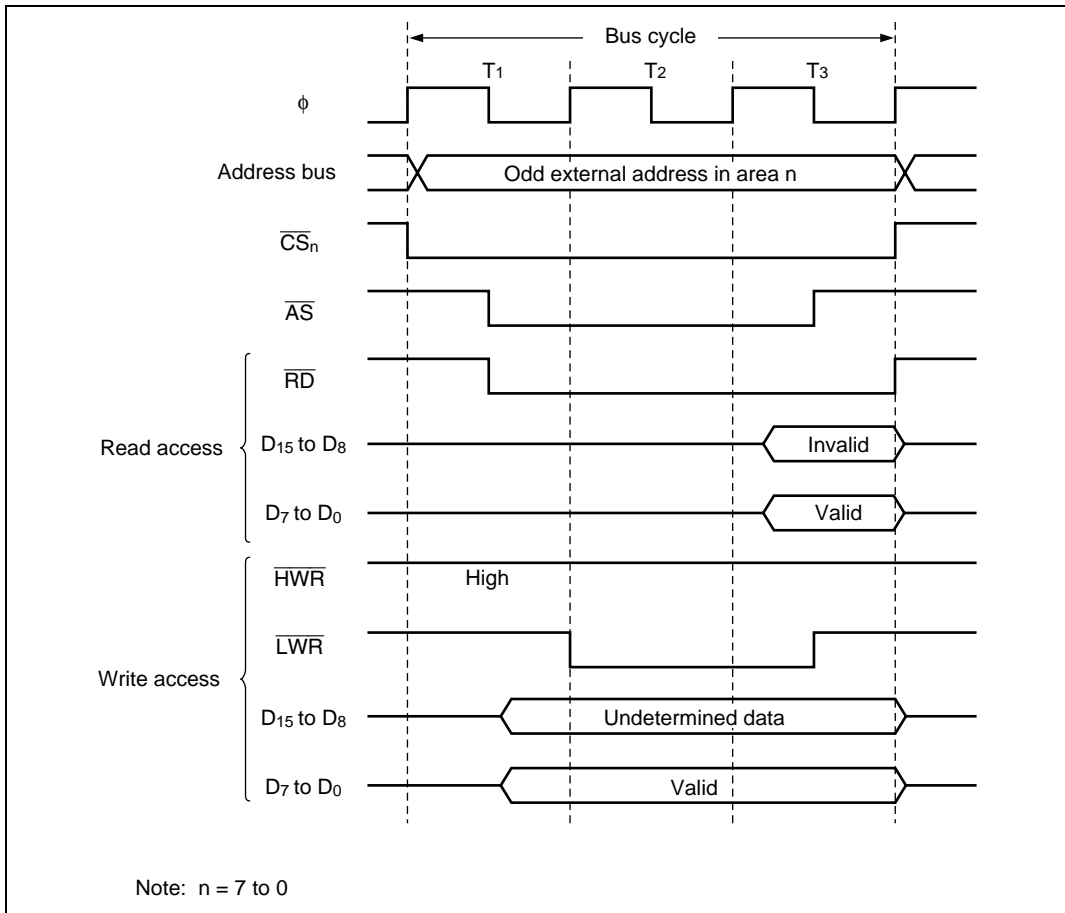 Bus cycle
T1 T2 T3
φ
Address bus Odd external address in area n
CSn
AS
Read access
RD
D15 to D8 Invalid
D7 to D0 Valid
Write access
HWR High
LWR
D15 to D8 Undetermined data
D7 to D0 Valid
Note: n = 7 to 0